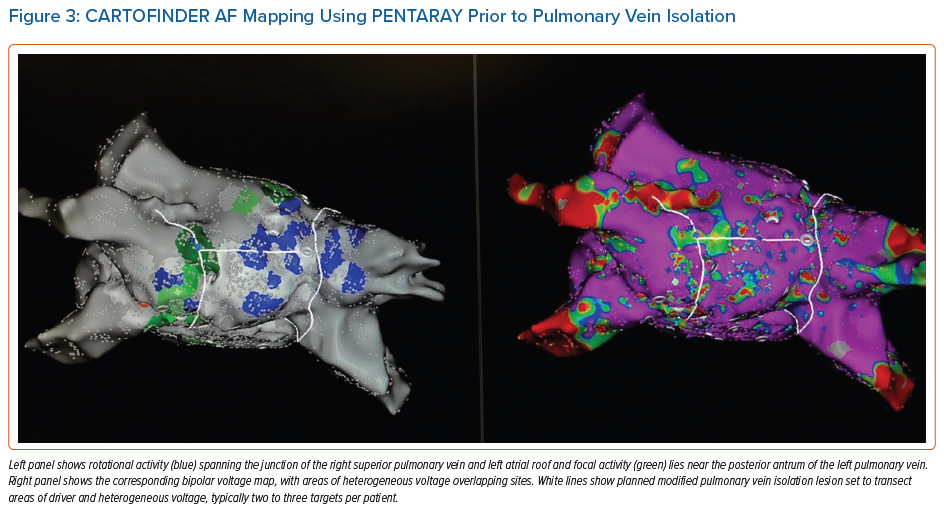 Figure 3: CARTOFINDER AF Mapping Using PENTARAY Prior to Pulmonary Vein Isolation
Left panel shows rotational activity (blue) spanning the junction of the right superior pulmonary vein and left atrial roof and focal activity (green) lies near the posterior antrum of the left pulmonary vein.
Right panel shows the corresponding bipolar voltage map, with areas of heterogeneous voltage overlapping sites. White lines show planned modified pulmonary vein isolation lesion set to transect
areas of driver and heterogeneous voltage, typically two to three targets per patient.